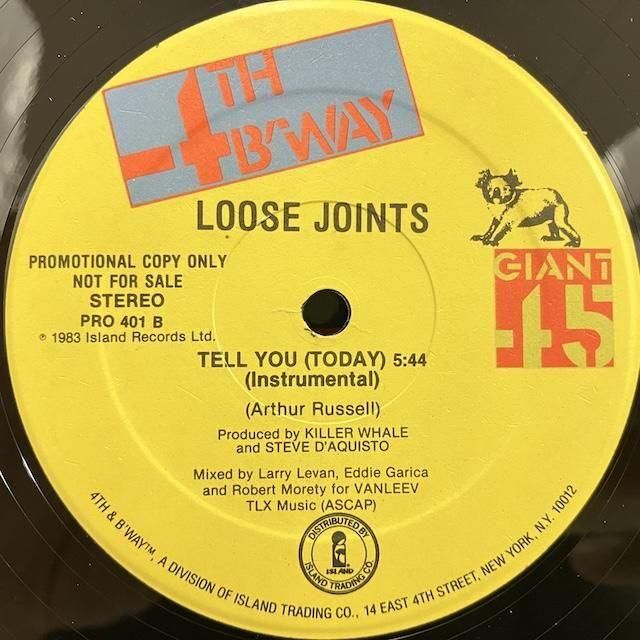 4TH
B'WAY
LOOSE JOINTS
GIANT
45
PROMOTIONAL COPY ONLY
NOT FOR SALE
STEREO
PRO 401 B
℗ 1983 Island Records Ltd.
TELL YOU (TODAY) 5:44
(Instrumental)
(Arthur Russell)
Produced by KILLER WHALE
and STEVE D'AQUISTO
Mixed by Larry Levan, Eddie Garica
and Robert Morety for VANLEEV
TLX Music (ASCAP)
DISTRIBUTED BY
ISLAND
ISLAND TRADING CO.
4TH & B'WAY™, A DIVISION OF ISLAND TRADING CO., 14 EAST 4TH STREET, NEW YORK, N.Y. 10012